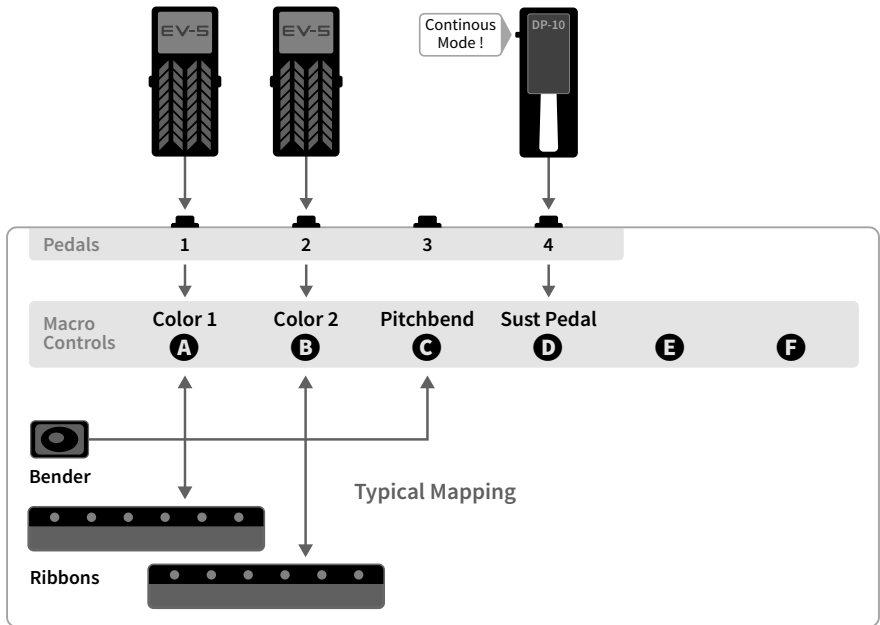 EV-5
EV-5
Continous
Mode !
DP-10
Pedals
1
2
3
4
Macro
Controls
Color 1
Color 2
Pitchbend
Sust Pedal
A
B
C
D
E
F
Bender
Typical Mapping
Ribbons